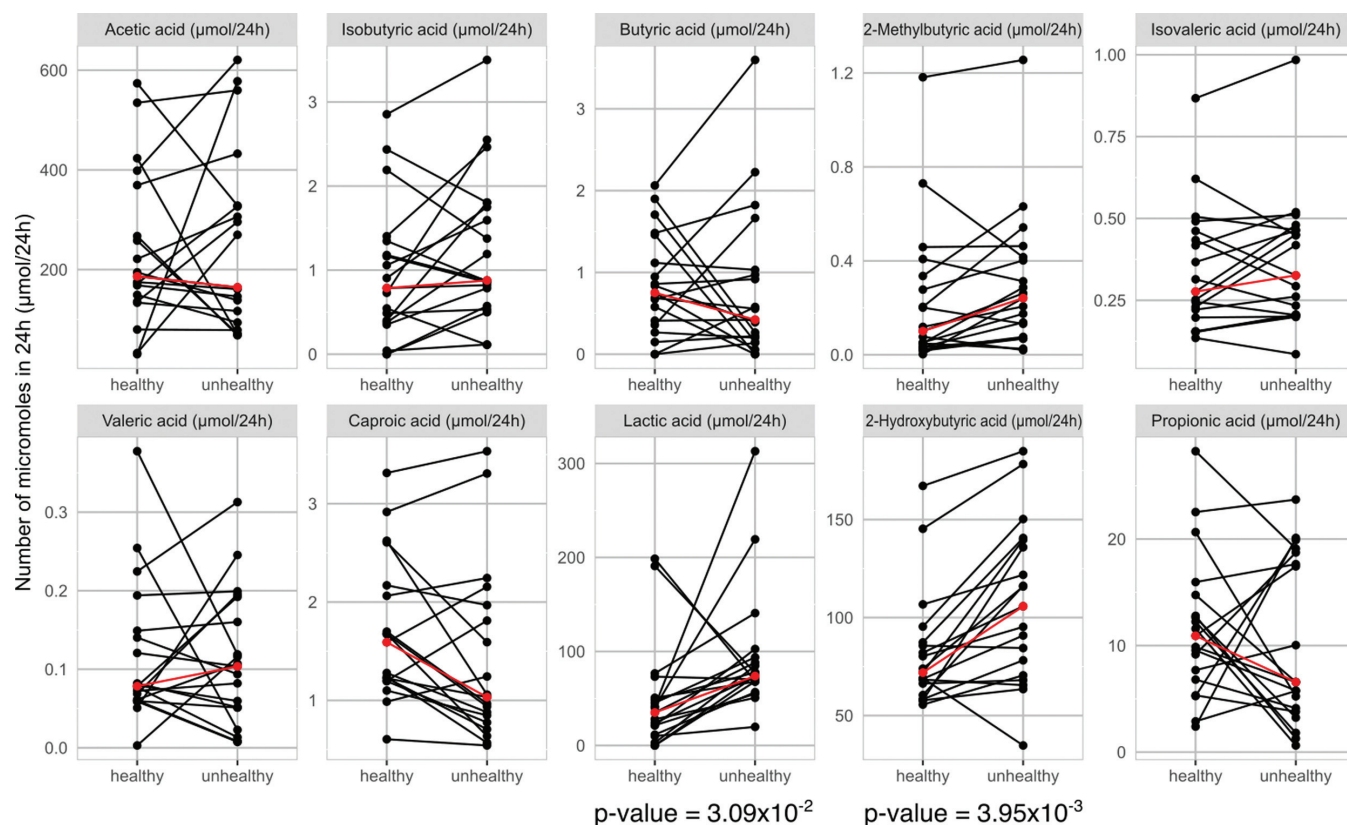 Number of micromoles in 24h (µmol/24h)
Acetic acid (µmol/24h)
600
400
200
healthy unhealthy
Isobutyric acid (µmol/24h)
3
2
1
0
healthy unhealthy
Butyric acid (µmol/24h)
3
2
1
0
healthy unhealthy
2-Methylbutyric acid (µmol/24h)
1.2
0.8
0.4
0.0
healthy unhealthy
Isovaleric acid (µmol/24h)
1.00
0.75
0.50
0.25
healthy unhealthy
Valeric acid (µmol/24h)
0.3
0.2
0.1
0.0
healthy unhealthy
Caproic acid (µmol/24h)
3
2
1
healthy unhealthy
Lactic acid (µmol/24h)
300
200
100
0
healthy unhealthy
2-Hydroxybutyric acid (µmol/24h)
150
100
50
healthy unhealthy
Propionic acid (µmol/24h)
20
10
0
healthy unhealthy
p-value = 3.09x10⁻²
p-value = 3.95x10⁻³